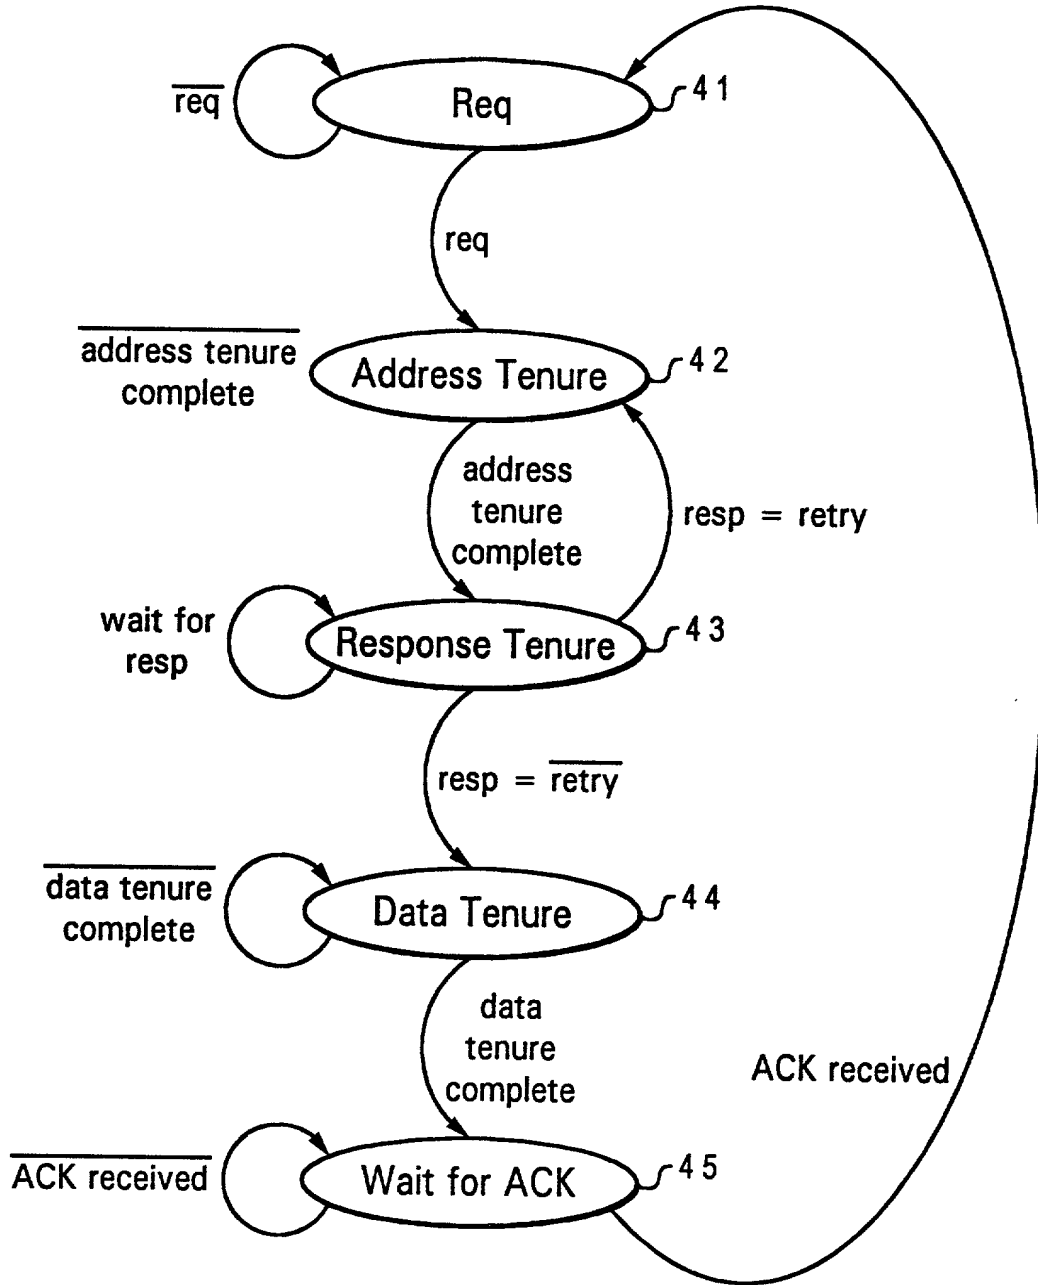 req
Req
41
req
address tenure
complete
Address Tenure
42
address
tenure
complete
resp = retry
wait for
resp
Response Tenure
43
resp = retry
data tenure
complete
Data Tenure
44
data
tenure
complete
ACK received
ACK received
Wait for ACK
45